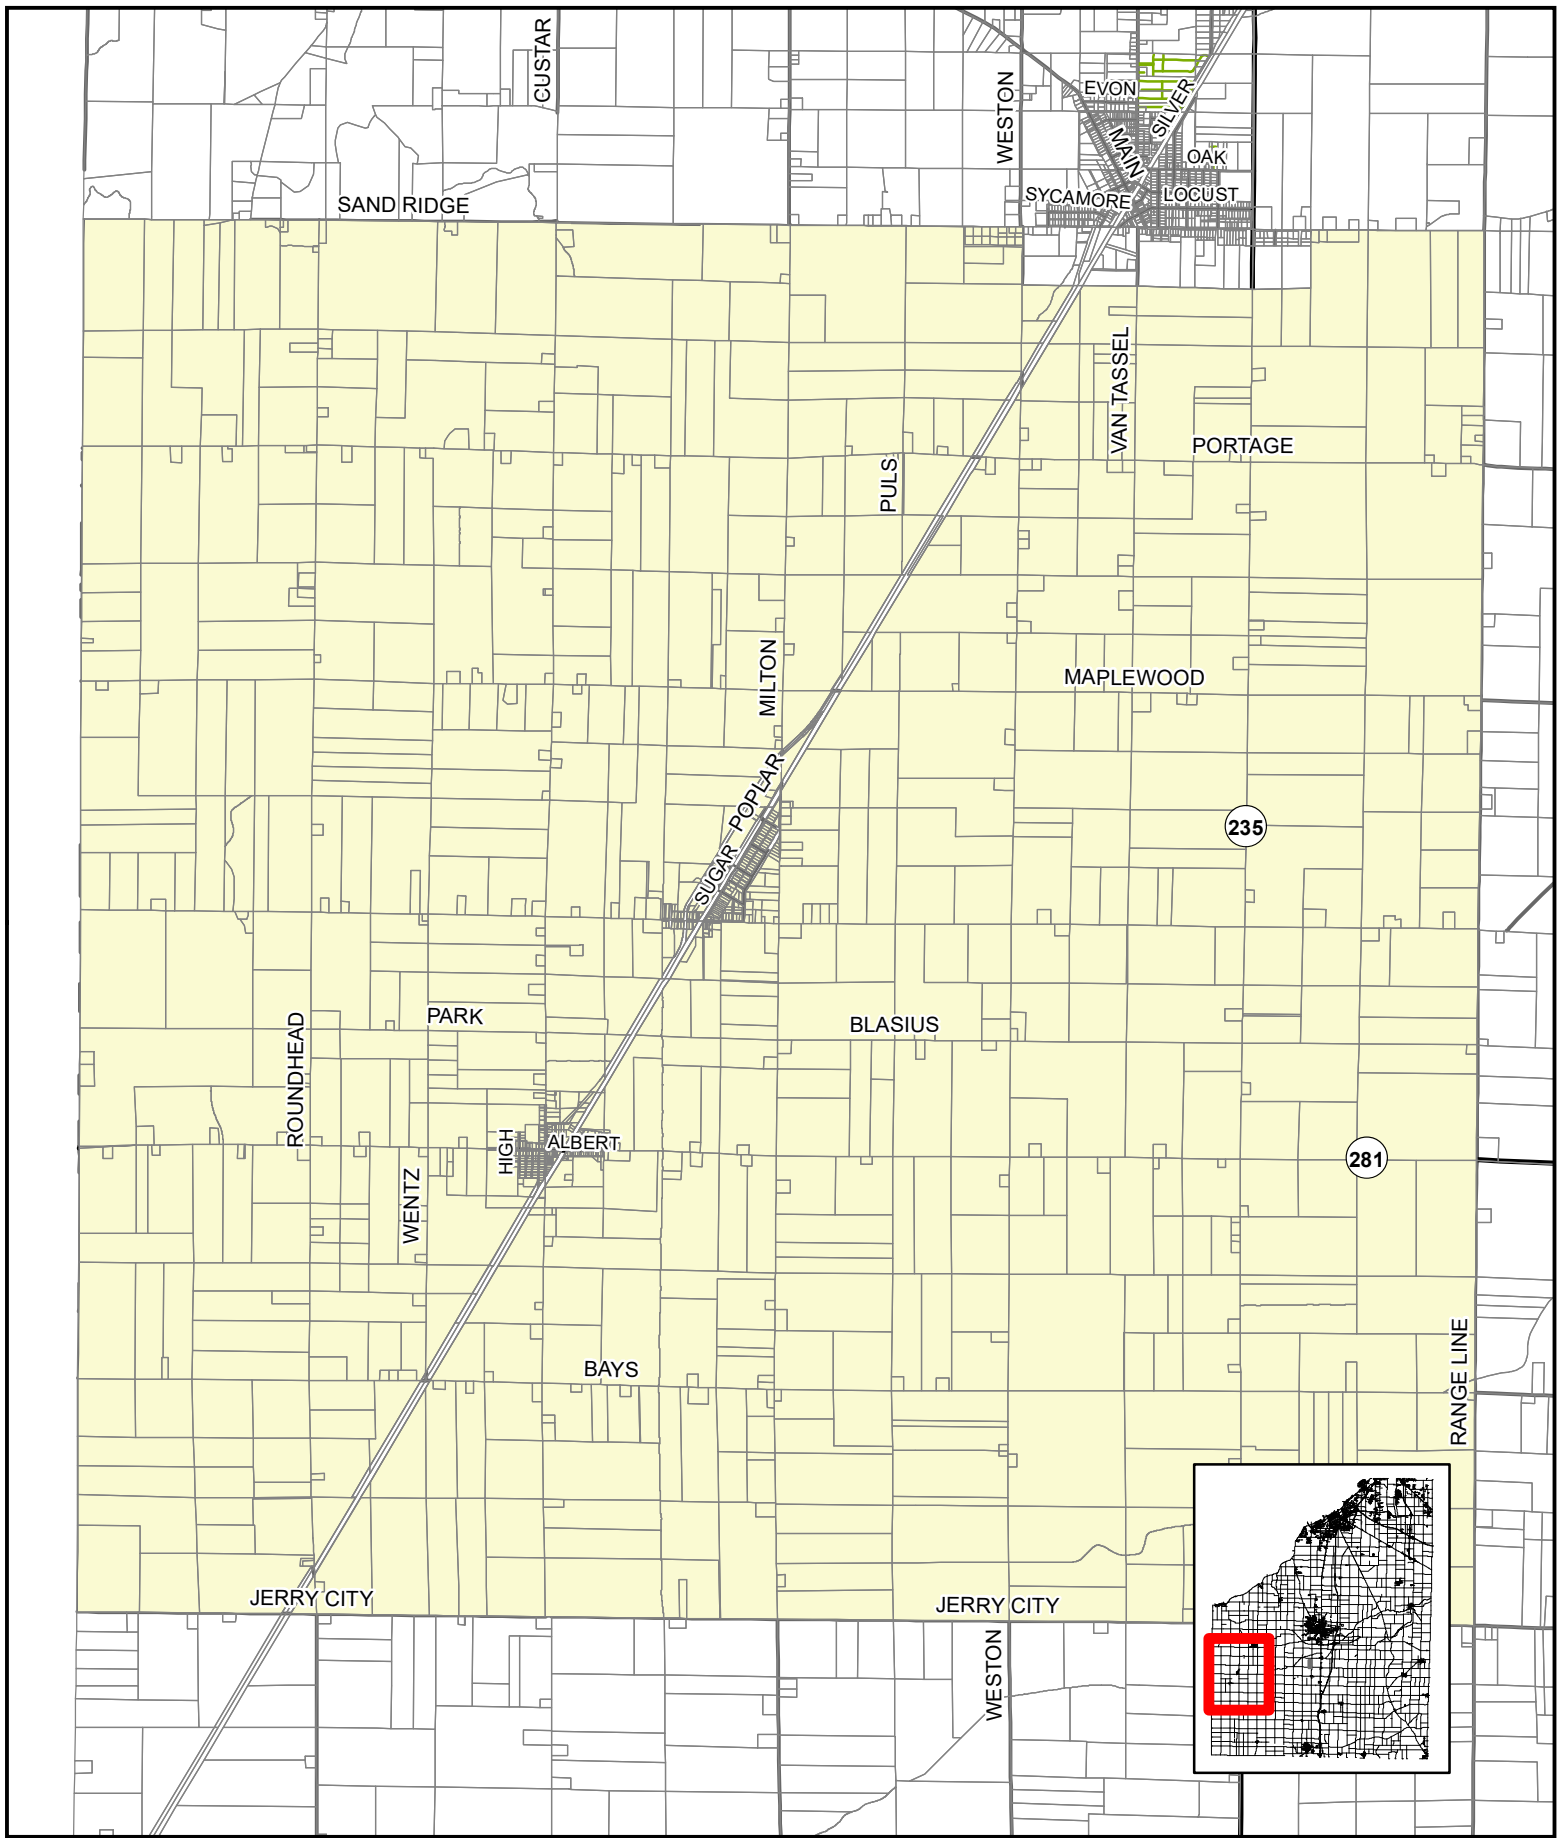 CUSTAR
WESTON
EVON
SILVER
MAIN
OAK
SYCAMORE
LOCUST
SAND RIDGE
VAN TASSEL
PORTAGE
PULS
MILTON
MAPLEWOOD
POPLAR
235
SUGAR
PARK
BLASIUS
ROUNDHEAD
HIGH
ALBERT
281
WENTZ
BAYS
RANGE LINE
JERRY CITY
JERRY CITY
WESTON